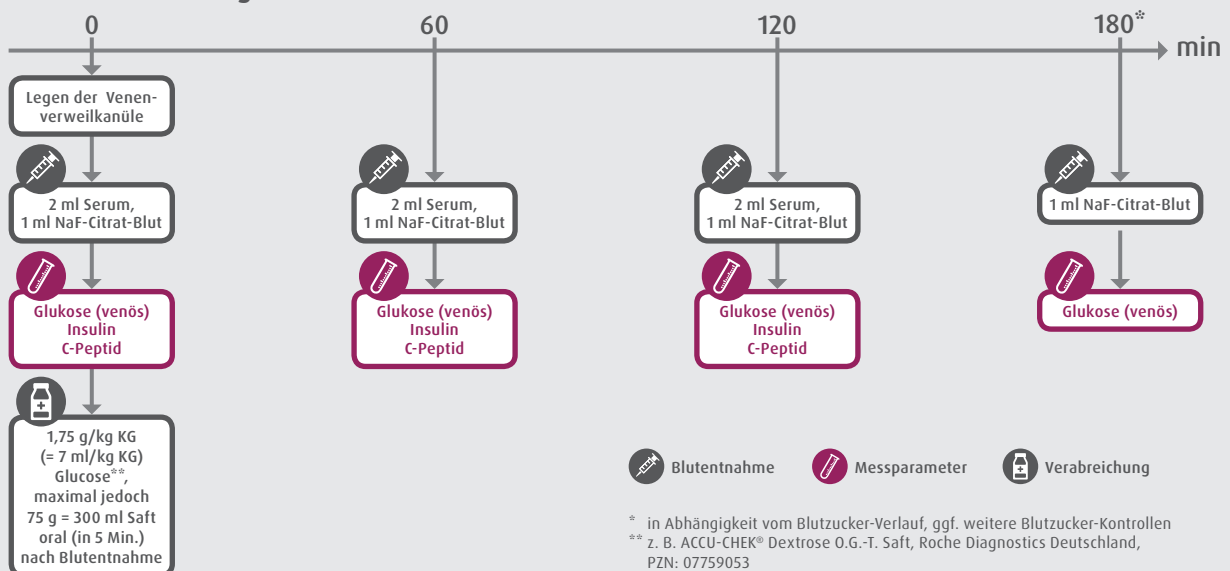 0 60 120 180*
min
Legen der Venen-
verweilkanüle
2 ml Serum,
1 ml NaF-Citrat-Blut
2 ml Serum,
1 ml NaF-Citrat-Blut
2 ml Serum,
1 ml NaF-Citrat-Blut
1 ml NaF-Citrat-Blut
Glukose (venös)
Insulin
C-Peptid
Glukose (venös)
Insulin
C-Peptid
Glukose (venös)
Insulin
C-Peptid
Glukose (venös)
1,75 g/kg KG
(= 7 ml/kg KG)
Glucose**,
maximal jedoch
75 g = 300 ml Saft
oral (in 5 Min.)
nach Blutentnahme
Blutentnahme Messparameter Verabreichung
* in Abhängigkeit vom Blutzucker-Verlauf, ggf. weitere Blutzucker-Kontrollen
** z. B. ACCU-CHEK® Dextrose O.G.-T. Saft, Roche Diagnostics Deutschland,
PZN: 07759053